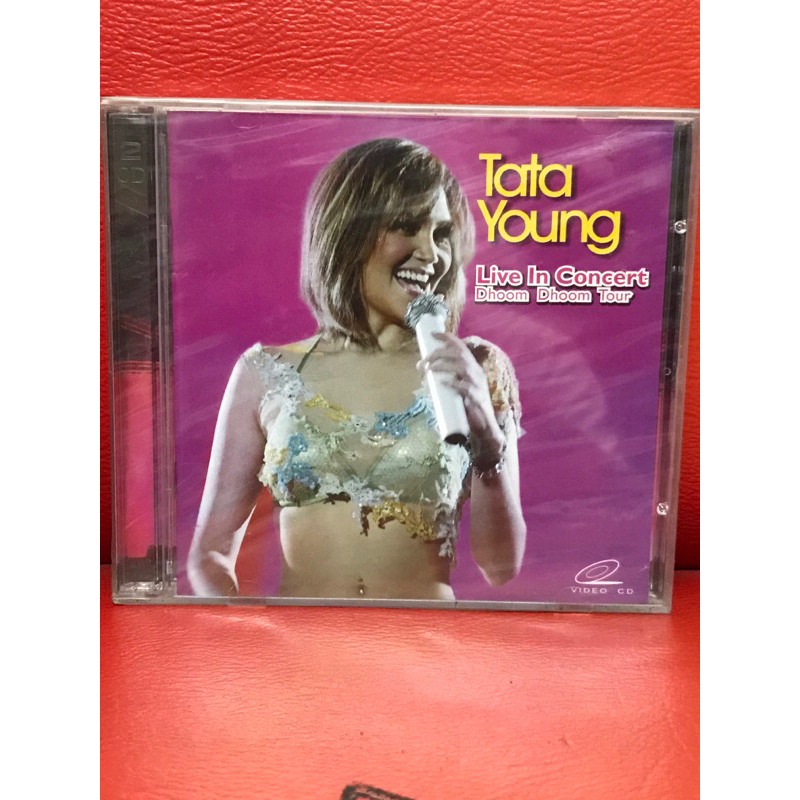 Tata
Young
Live In Concert
Dhoom Dhoom Tour
VIDEO CD